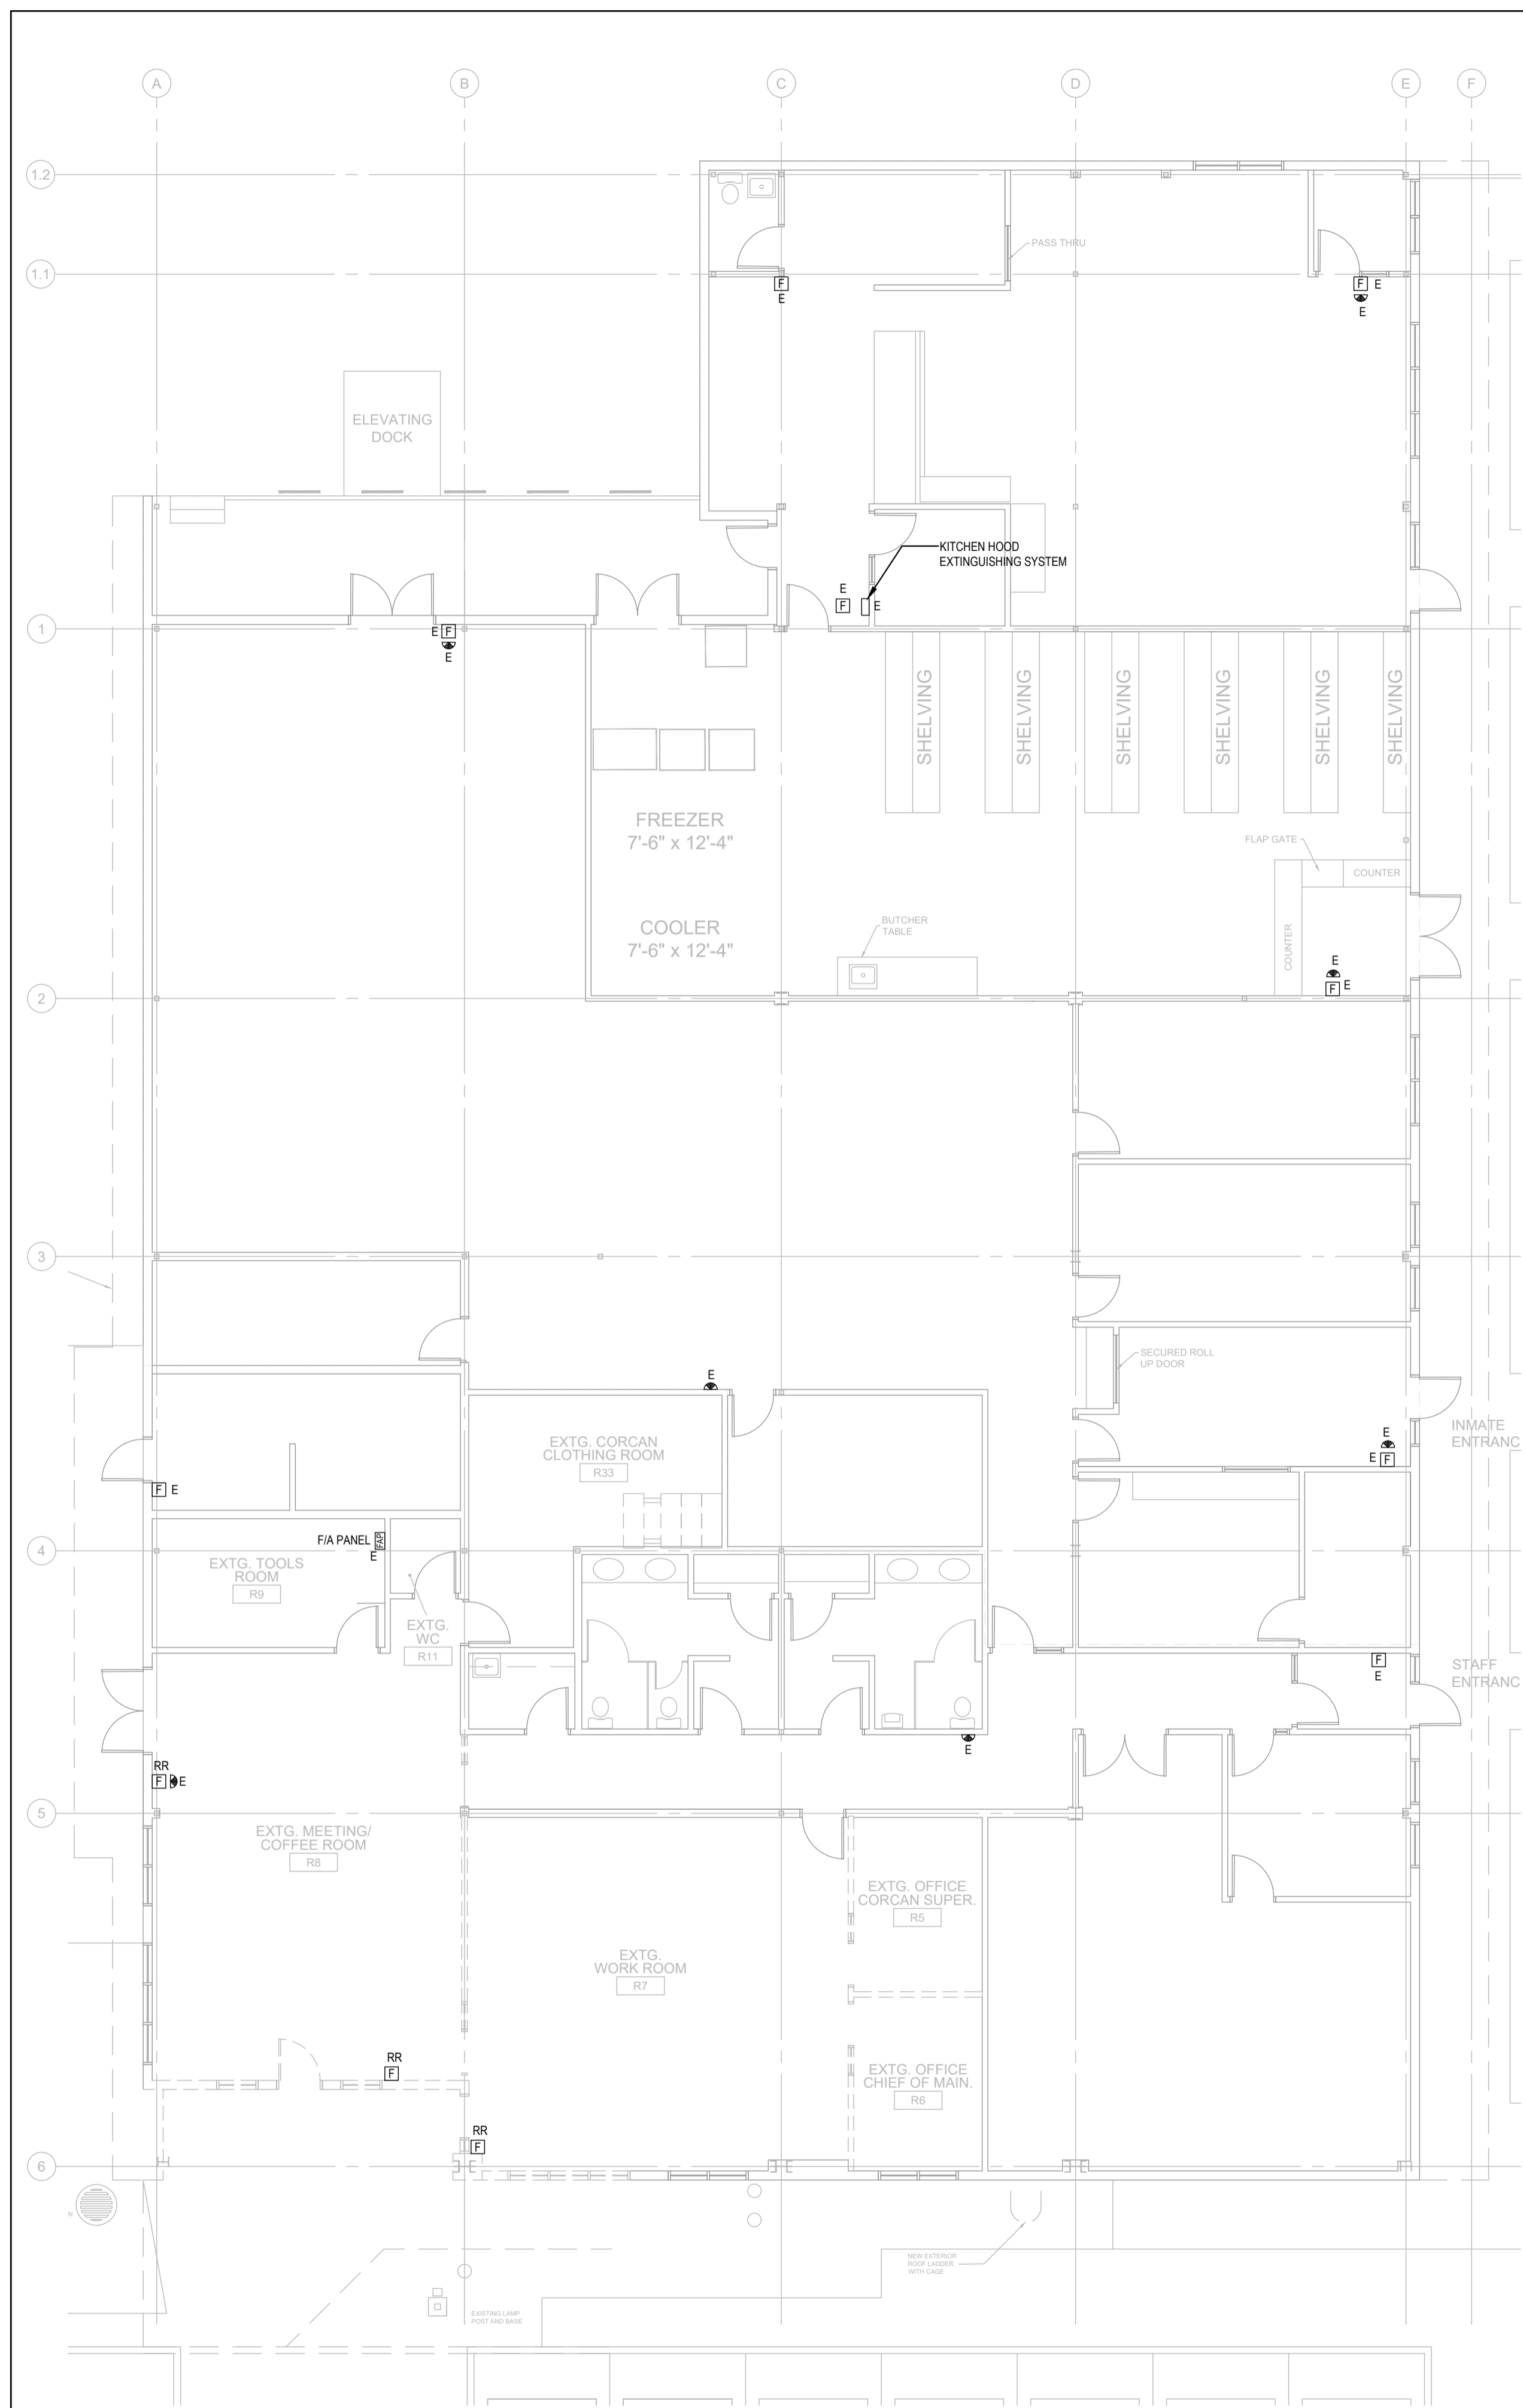 A
B
C
D
E
F
1.2
PASS THRU
1.1
F
E
F E
E
ELEVATING
DOCK
KITCHEN HOOD
EXTINGUISHING SYSTEM
E
F
E
1
E F
E
SHELVING
SHELVING
SHELVING
SHELVING
SHELVING
SHELVING
FREEZER
7'-6" x 12'-4"
FLAP GATE
COUNTER
COUNTER
COOLER
7'-6" x 12'-4"
BUTCHER
TABLE
E
F E
2
3
SECURED ROLL
UP DOOR
E
INMATE
ENTRANC
EXTG. CORCAN
CLOTHING ROOM
R33
E
E F
F E
F/A PANEL
FAP
E
4
EXTG. TOOLS
ROOM
R9
EXTG.
WC
R11
F
E
STAFF
ENTRANC
E
RR
F E
5
EXTG. MEETING/
COFFEE ROOM
R8
EXTG. OFFICE
CORCAN SUPER.
R5
EXTG.
WORK ROOM
R7
RR
F
EXTG. OFFICE
CHIEF OF MAIN.
R6
RR
F
6
N
NEW EXTERIOR
ROOF LADDER
WITH CAGE
EXISTING LAMP
POST AND BASE